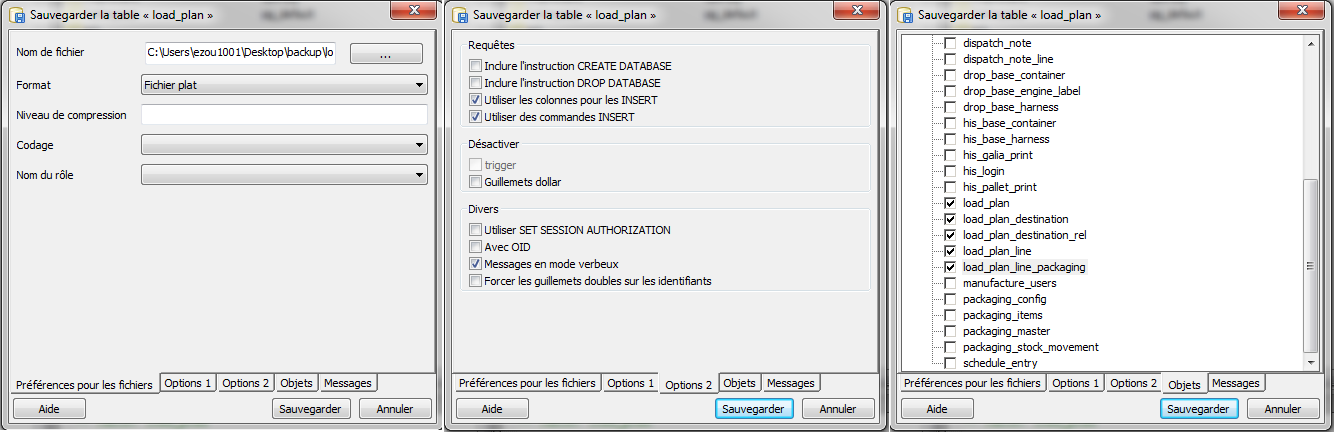 Sauvegarder la table « load_plan »
Nom de fichier C:\Users\ezou1001\Desktop\backup\lo ...
Format Fichier plat
Niveau de compression
Codage
Nom du rôle
Préférences pour les fichiers Options 1 Options 2 Objets Messages
Aide Sauvegarder Annuler
Sauvegarder la table « load_plan »
Requêtes
Inclure l'instruction CREATE DATABASE
Inclure l'instruction DROP DATABASE
Utiliser les colonnes pour les INSERT
Utiliser des commandes INSERT
Désactiver
trigger
Guillemets dollar
Divers
Utiliser SET SESSION AUTHORIZATION
Avec OID
Messages en mode verbeux
Forcer les guillemets doubles sur les identifiants
Préférences pour les fichiers Options 1 Options 2 Objets Messages
Aide Sauvegarder Annuler
Sauvegarder la table « load_plan »
dispatch_note
dispatch_note_line
drop_base_container
drop_base_engine_label
drop_base_harness
his_base_container
his_base_harness
his_galia_print
his_login
his_pallet_print
load_plan
load_plan_destination
load_plan_destination_rel
load_plan_line
load_plan_line_packaging
manufacture_users
packaging_config
packaging_items
packaging_master
packaging_stock_movement
schedule_entry
Préférences pour les fichiers Options 1 Options 2 Objets Messages
Aide Sauvegarder Annuler